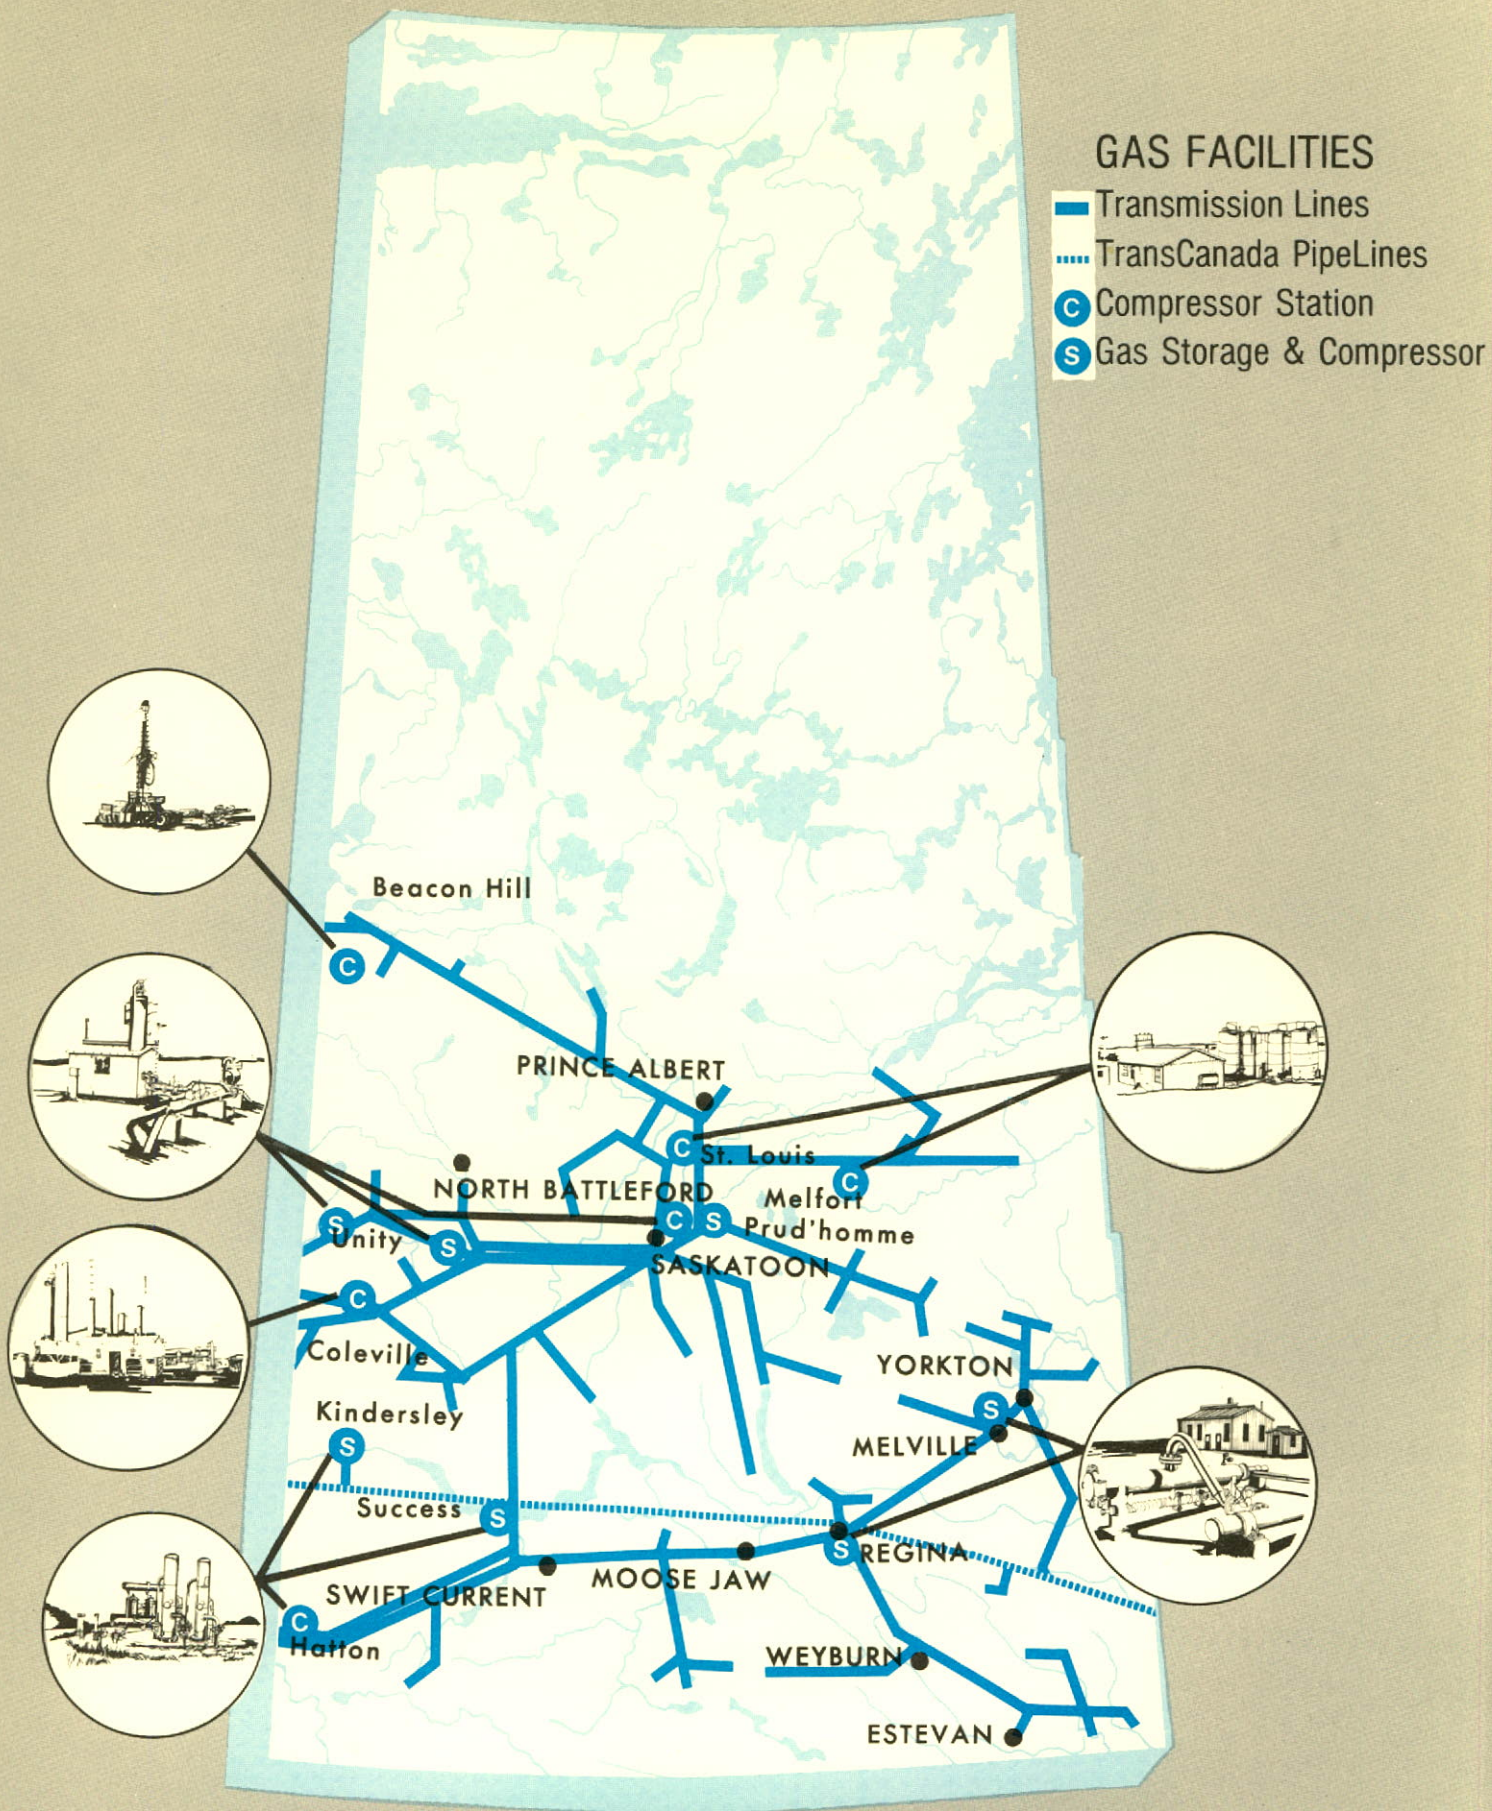 GAS FACILITIES
Transmission Lines
TransCanada PipeLines
C Compressor Station
S Gas Storage & Compressor
Beacon Hill
C
PRINCE ALBERT
C St. Louis
NORTH BATTLEFORD
C
Melfort
S
Unity
S
C
S
Prud'homme
SASKATOON
C
Coleville
YORKTON
Kindersley
S
S
MELVILLE
Success
S
S
REGINA
MOOSE JAW
SWIFT CURRENT
C
Hatton
WEYBURN
ESTEVAN